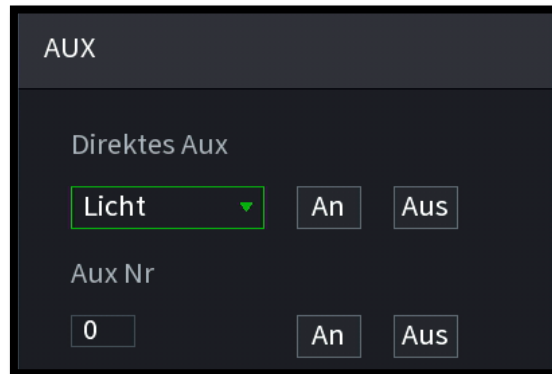 AUX
Direktes Aux
Licht An Aus
Aux Nr
0 An Aus